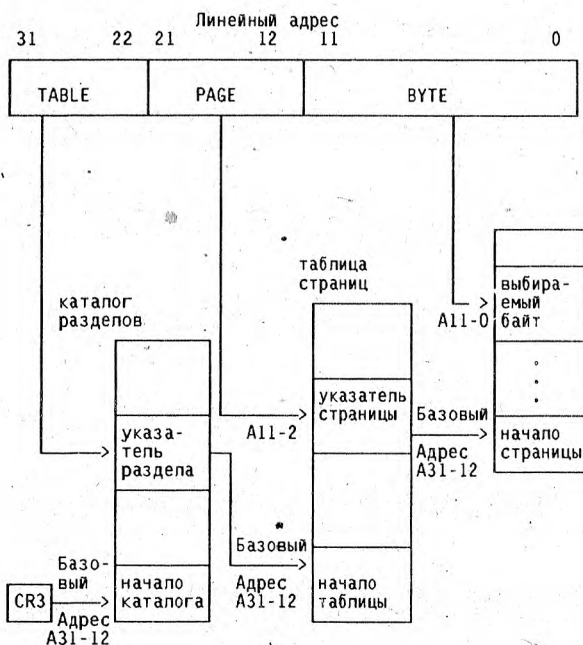 Линейный адрес
31 22 21 12 11 0
TABLE PAGE BYTE
таблица
страниц
выбира-
емый
байт
A11-0
каталог
разделов
указатель
страницы
A11-2
Базовый
Адрес
A31-12
начало
страницы
указа-
тель
раздела
Базовый
Адрес
A31-12
начало
таблицы
CR3
Базо-
вый
Адрес
A31-12
начало
каталога